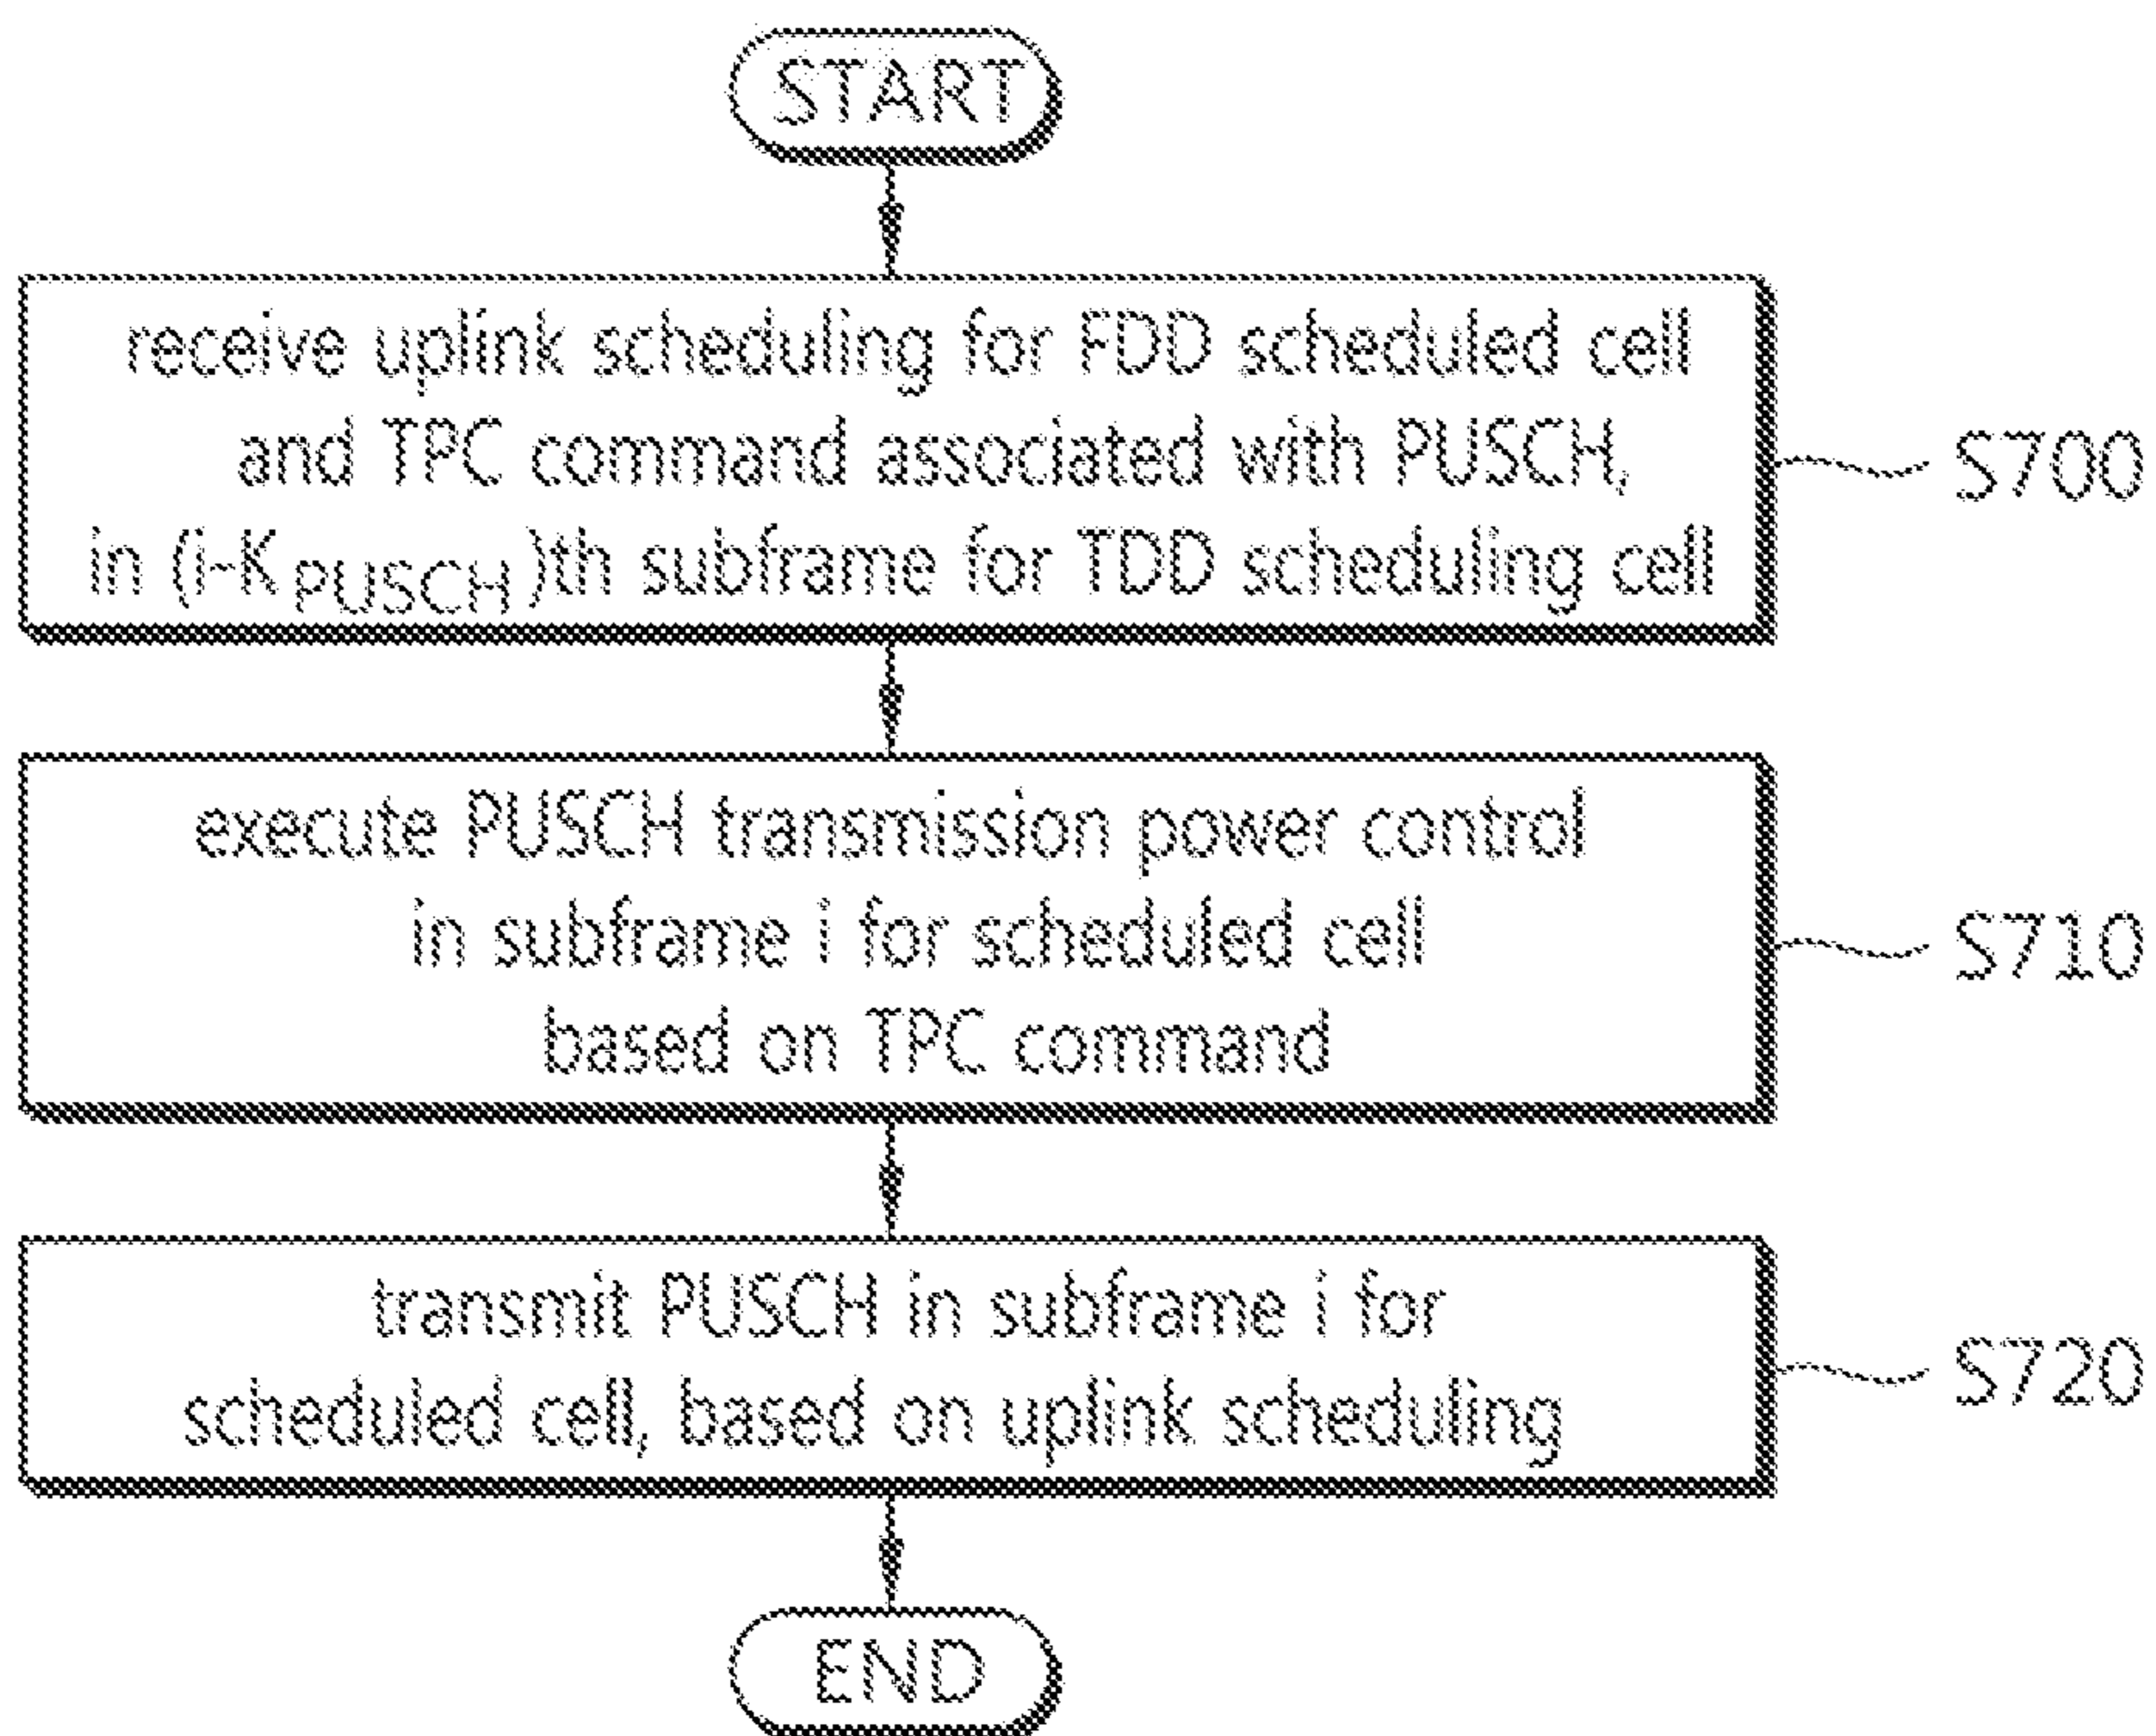 START
receive uplink scheduling for FDD scheduled cell
and TPC command associated with PUSCH,
in (i-K PUSCH)th subframe for TDD scheduling cell
S700
execute PUSCH transmission power control
in subframe i for scheduled cell
based on TPC command
S710
transmit PUSCH in subframe i for
scheduled cell, based on uplink scheduling
S720
END